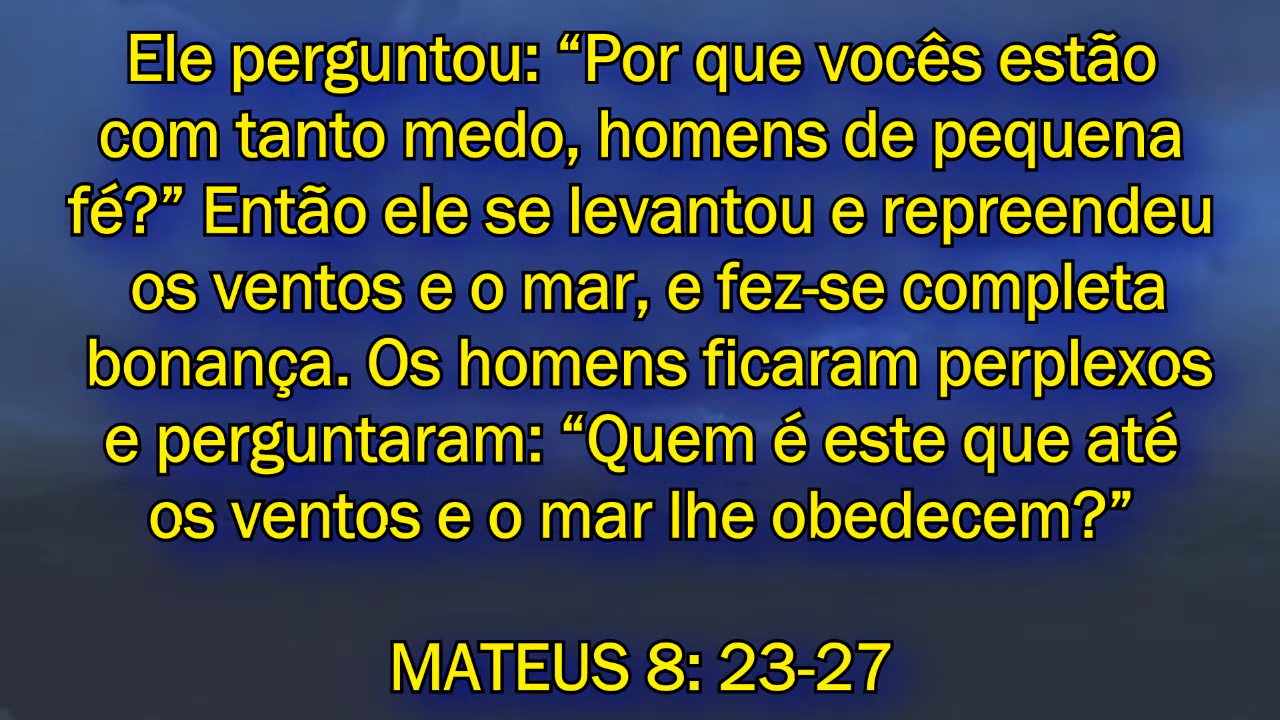 Ele perguntou: “Por que vocês estão
com tanto medo, homens de pequena
fé?” Então ele se levantou e repreendeu
os ventos e o mar, e fez-se completa
bonança. Os homens ficaram perplexos
e perguntaram: “Quem é este que até
os ventos e o mar lhe obedecem?”
MATEUS 8: 23-27